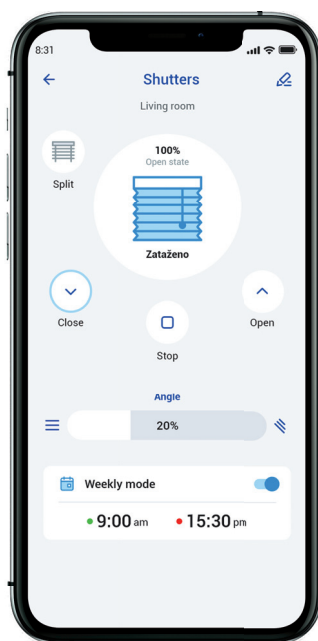 8:31
Shutters
Living room
100%
Open state
Split
Zataženo
Close
Open
Stop
Angle
20%
Weekly mode
9:00 am
15:30 pm